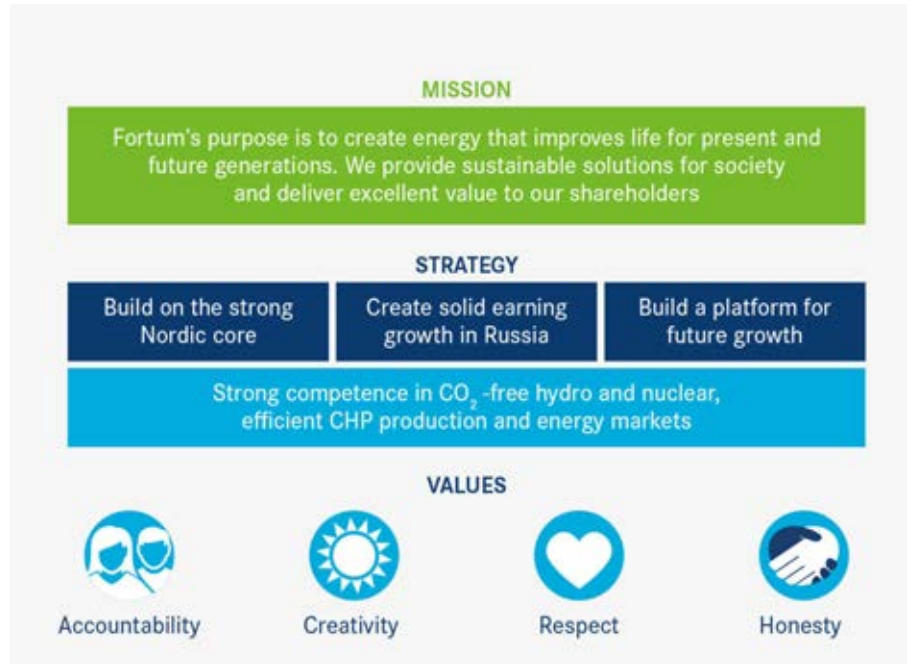 MISSION
Fortum's purpose is to create energy that improves life for present and
future generations. We provide sustainable solutions for society
and deliver excellent value to our shareholders
STRATEGY
Build on the strong
Nordic core
Create solid earning
growth in Russia
Build a platform for
future growth
Strong competence in CO₂ -free hydro and nuclear,
efficient CHP production and energy markets
VALUES
Accountability
Creativity
Respect
Honesty